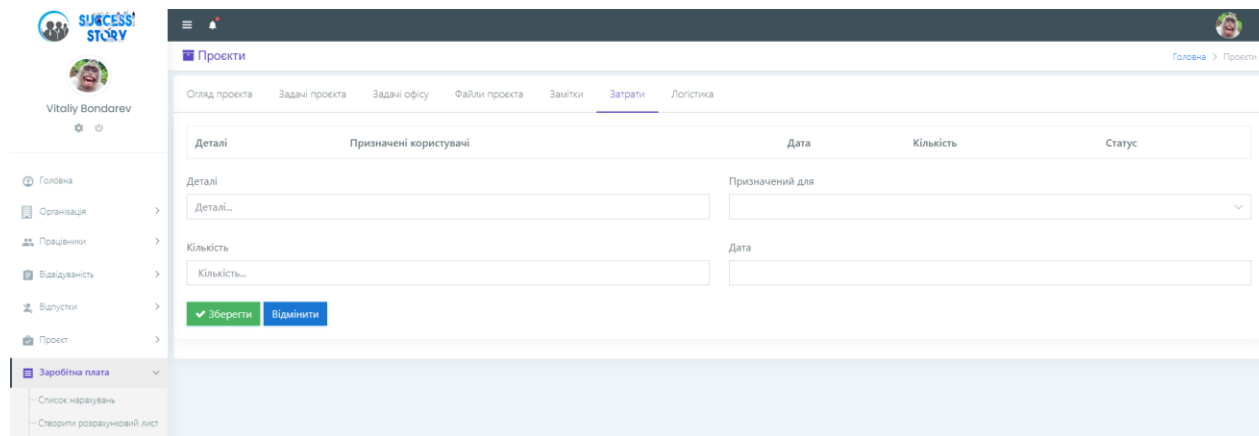 SUCCESS
STORY
Vitaliy Bondarev
Головна
Організація
Працівники
Відвідуваність
Відпустки
Проєкт
Заробітна плата
Список нарахувань
Створити розрахунковий лист
Проєкти
Головна > Проєкти
Огляд проєкта Задачі проєкта Задачі офісу Файли проєкта Замітки Затрати Логістика
Деталі Призначені користувачі Дата Кількість Статус
Деталі Призначений для
Деталі...
Кількість Дата
Кількість...
Зберегти Відмінити